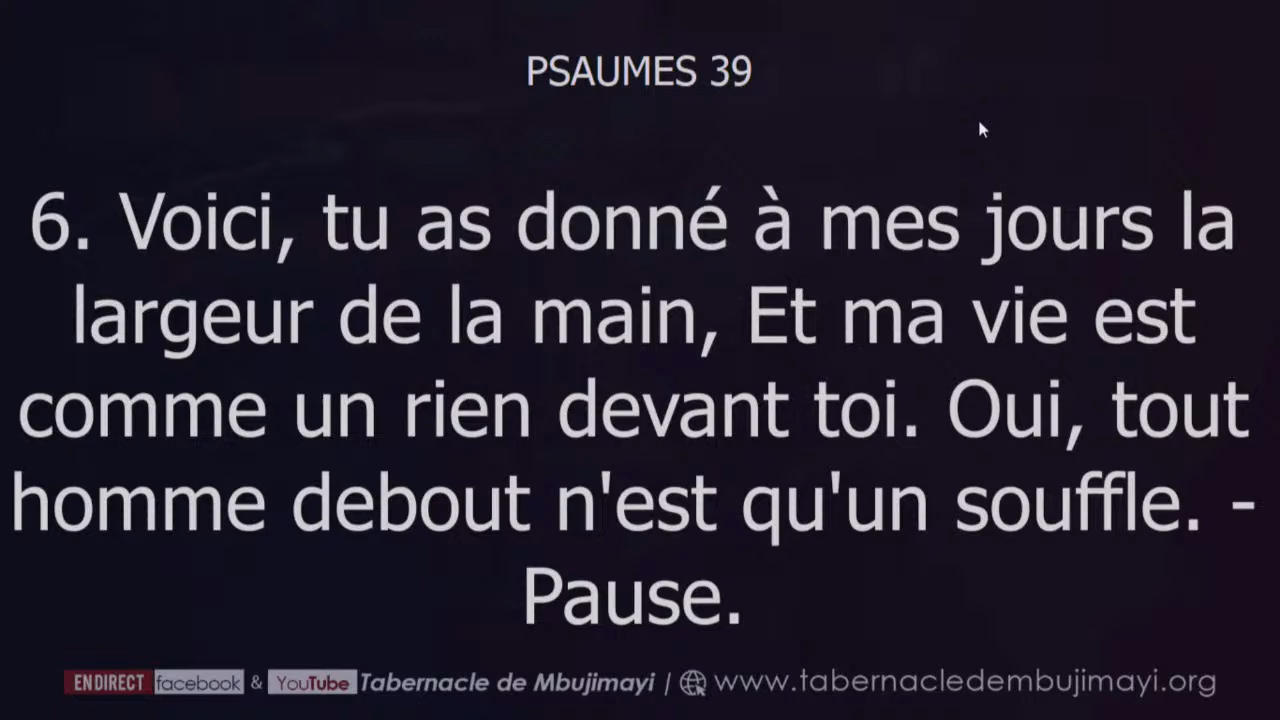 PSAUMES 39
6. Voici, tu as donné à mes jours la
largeur de la main, Et ma vie est
comme un rien devant toi. Oui, tout
homme debout n'est qu'un souffle. -
Pause.
EN DIRECT facebook & YouTube Tabernacle de Mbujimayi | www.tabernacledembujimayi.org